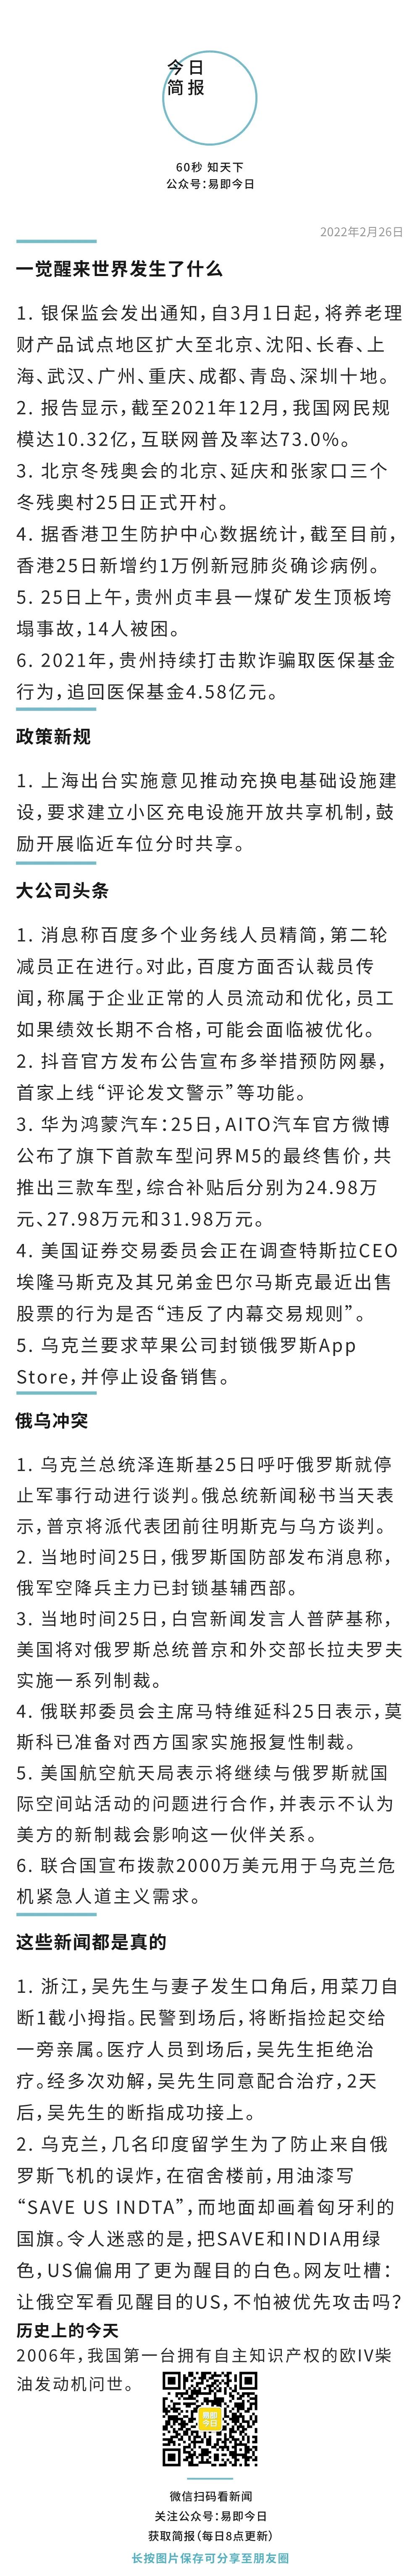 今日
简报
60秒 知天下
公众号：易即今日
2022年2月26日
一觉醒来世界发生了什么
1. 银保监会发出通知，自3月1日起，将养老理
财产品试点地区扩大至北京、沈阳、长春、上
海、武汉、广州、重庆、成都、青岛、深圳十地。
2. 报告显示，截至2021年12月，我国网民规
模达10.32亿，互联网普及率达73.0%。
3. 北京冬残奥会的北京、延庆和张家口三个
冬残奥村25日正式开村。
4. 据香港卫生防护中心数据统计，截至目前，
香港25日新增约1万例新冠肺炎确诊病例。
5. 25日上午，贵州贞丰县一煤矿发生顶板垮
塌事故，14人被困。
6. 2021年，贵州持续打击欺诈骗取医保基金
行为，追回医保基金4.58亿元。
政策新规
1. 上海出台实施意见推动充换电基础设施建
设，要求建立小区充电设施开放共享机制，鼓
励开展临近车位分时共享。
大公司头条
1. 消息称百度多个业务线人员精简，第二轮
减员正在进行。对此，百度方面否认裁员传
闻，称属于企业正常的人员流动和优化，员工
如果绩效长期不合格，可能会面临被优化。
2. 抖音官方发布公告宣布多举措预防网暴，
首家上线“评论发文警示”等功能。
3. 华为鸿蒙汽车：25日，AITO汽车官方微博
公布了旗下首款车型问界M5的最终售价，共
推出三款车型，综合补贴后分别为24.98万
元、27.98万元和31.98万元。
4. 美国证券交易委员会正在调查特斯拉CEO
埃隆马斯克及其兄弟金巴尔马斯克最近出售
股票的行为是否“违反了内幕交易规则”。
5. 乌克兰要求苹果公司封锁俄罗斯App
Store，并停止设备销售。
俄乌冲突
1. 乌克兰总统泽连斯基25日呼吁俄罗斯就停
止军事行动进行谈判。俄总统新闻秘书当天表
示，普京将派代表团前往明斯克与乌方谈判。
2. 当地时间25日，俄罗斯国防部发布消息称，
俄军空降兵主力已封锁基辅西部。
3. 当地时间25日，白宫新闻发言人普萨基称，
美国将对俄罗斯总统普京和外交部长拉夫罗夫
实施一系列制裁。
4. 俄联邦委员会主席马特维延科25日表示，莫
斯科已准备对西方国家实施报复性制裁。
5. 美国航空航天局表示将继续与俄罗斯就国
际空间站活动的问题进行合作，并表示不认为
美方的新制裁会影响这一伙伴关系。
6. 联合国宣布拨款2000万美元用于乌克兰危
机紧急人道主义需求。
这些新闻都是真的
1. 浙江，吴先生与妻子发生口角后，用菜刀自
断1截小拇指。民警到场后，将断指捡起交给
一旁亲属。医疗人员到场后，吴先生拒绝治
疗。经多次劝解，吴先生同意配合治疗，2天
后，吴先生的断指成功接上。
2. 乌克兰，几名印度留学生为了防止来自俄
罗斯飞机的误炸，在宿舍楼前，用油漆写
“SAVE US INDTA”，而地面却画着匈牙利的
国旗。令人迷惑的是，把SAVE和INDIA用绿
色，US偏偏用了更为醒目的白色。网友吐槽：
让俄空军看见醒目的US，不怕被优先攻击吗？
历史上的今天
2006年，我国第一台拥有自主知识产权的欧IV柴
油发动机问世。
易即
今日
微信扫码看新闻
关注公众号：易即今日
获取简报（每日8点更新）
长按图片保存可分享至朋友圈